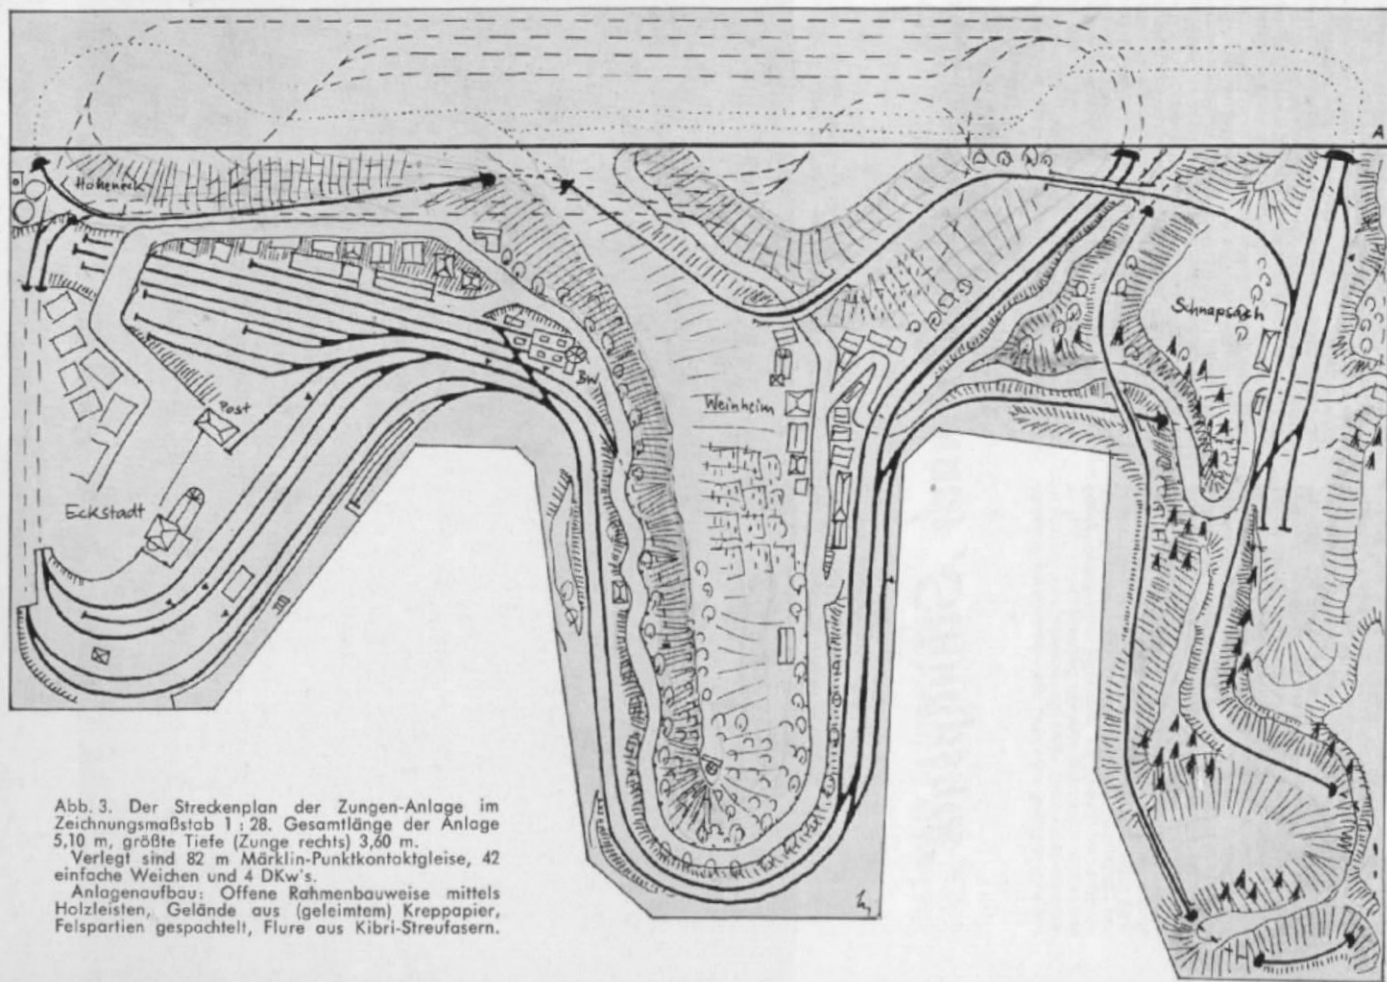 A
Hoheneck
Schnapsbach
Post
BW
Weinheim
Eckstadt
Abb. 3. Der Streckenplan der Zungen-Anlage im
Zeichnungsmaßstab 1 : 28. Gesamtlänge der Anlage
5,10 m, größte Tiefe (Zunge rechts) 3,60 m.
Verlegt sind 82 m Märklin-Punktkontaktgleise, 42
einfache Weichen und 4 DKw's.
Anlagenaufbau: Offene Rahmenbauweise mittels
Holzleisten, Gelände aus (geleimtem) Kreppapier,
Felspartien gespachtelt, Flure aus Kibri-Streufasern.